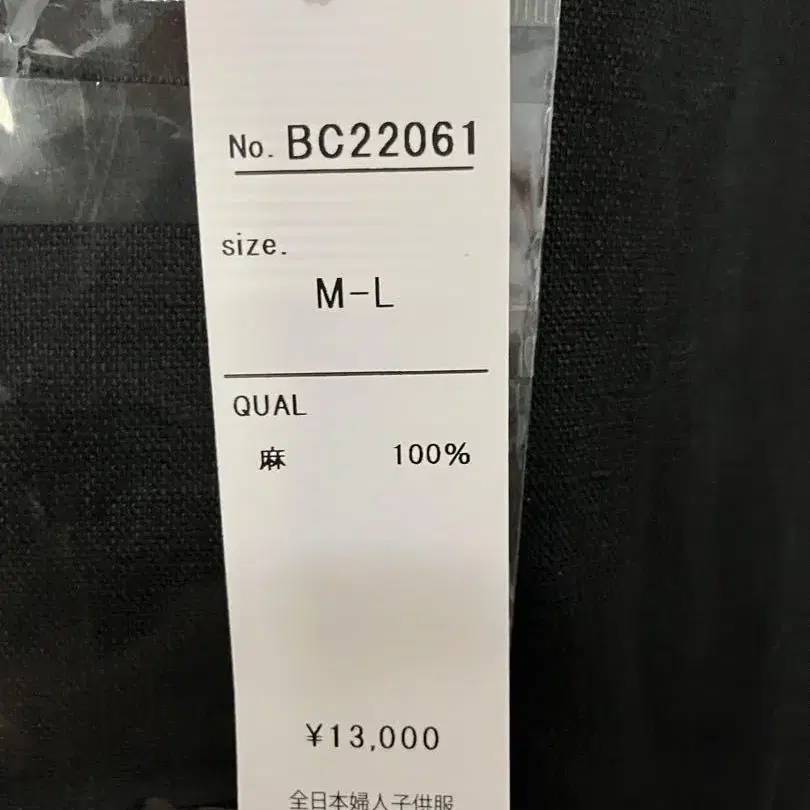 No. BC22061
size.
M-L
QUAL
麻 100%
¥13,000
全日本婦人子供服